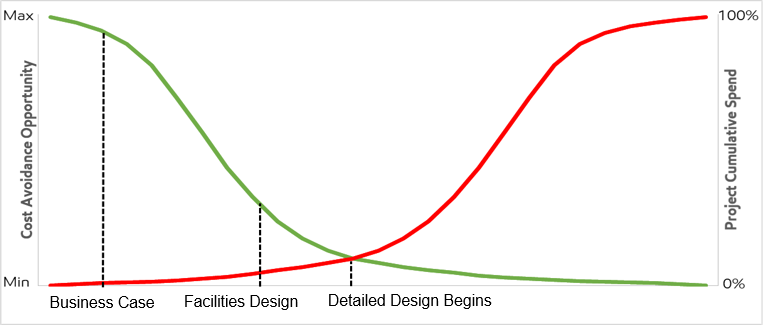 Max
100%
Cost Avoidance Opportunity
Project Cumulative Spend
Min
0%
Business Case
Facilities Design
Detailed Design Begins